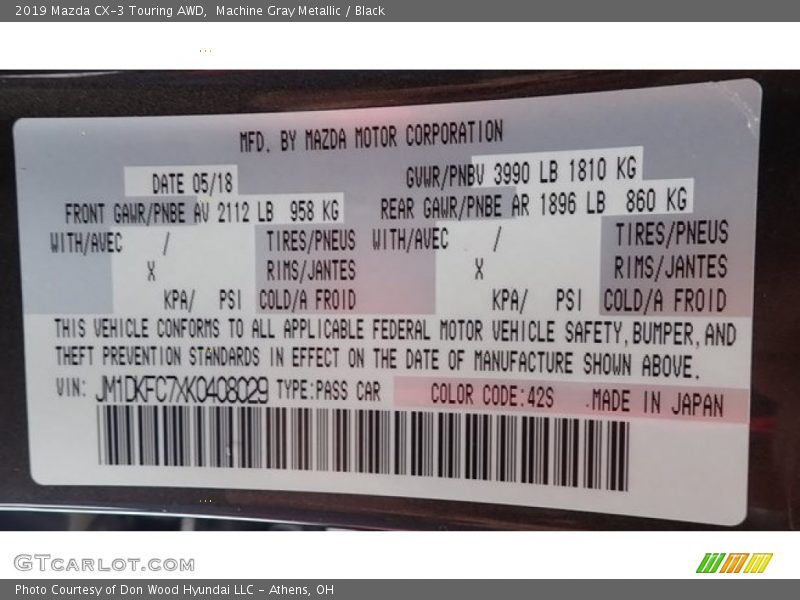 2019 Mazda CX-3 Touring AWD,  Machine Gray Metallic / Black
MFD. BY MAZDA MOTOR CORPORATION
DATE 05/18 GVWR/PNBV 3990 LB 1810 KG
FRONT GAWR/PNBE AV 2112 LB 958 KG REAR GAWR/PNBE AR 1896 LB 860 KG
WITH/AVEC / TIRES/PNEUS WITH/AVEC / TIRES/PNEUS
X RIMS/JANTES X RIMS/JANTES
KPA/ PSI COLD/A FROID KPA/ PSI COLD/A FROID
THIS VEHICLE CONFORMS TO ALL APPLICABLE FEDERAL MOTOR VEHICLE SAFETY, BUMPER, AND
THEFT PREVENTION STANDARDS IN EFFECT ON THE DATE OF MANUFACTURE SHOWN ABOVE.
VIN: JM1DKFC7XK0408029 TYPE:PASS CAR COLOR CODE:42S MADE IN JAPAN
GTCARLOT.COM
Photo Courtesy of Don Wood Hyundai LLC - Athens, OH